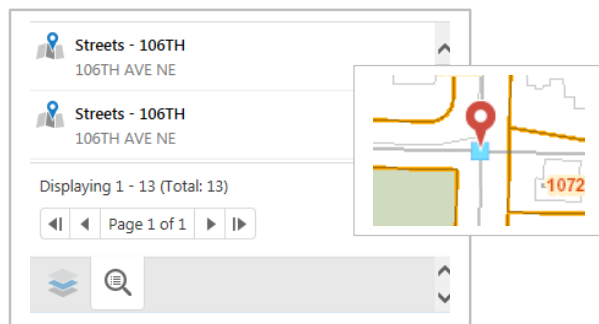 Streets - 106TH
106TH AVE NE
Streets - 106TH
106TH AVE NE
Displaying 1 - 13 (Total: 13)
Page 1 of 1
1072